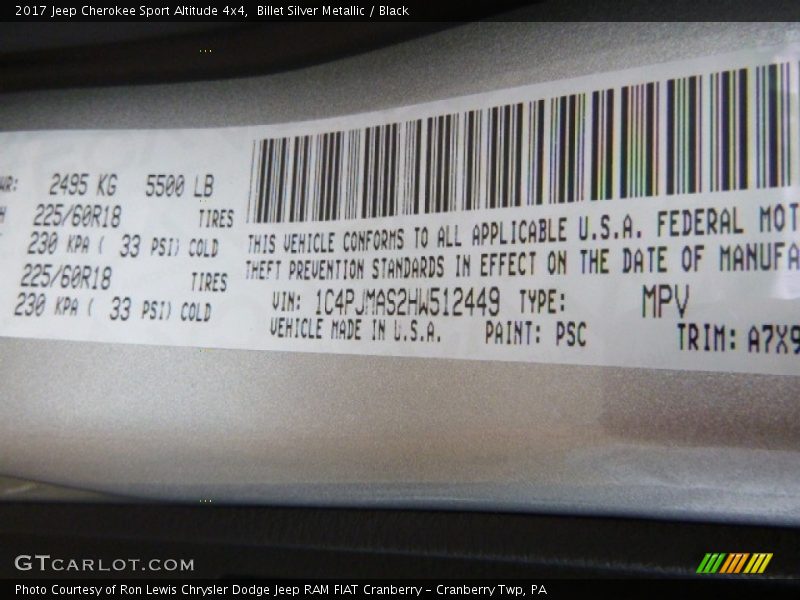 2017 Jeep Cherokee Sport Altitude 4x4, Billet Silver Metallic / Black
2495 KG 5500 LB
225/60R18 TIRES
230 KPA ( 33 PSI) COLD
225/60R18 TIRES
230 KPA ( 33 PSI) COLD
THIS VEHICLE CONFORMS TO ALL APPLICABLE U.S.A. FEDERAL MOT
THEFT PREVENTION STANDARDS IN EFFECT ON THE DATE OF MANUFA
VIN: 1C4PJMAS2HW512449 TYPE: MPV
VEHICLE MADE IN U.S.A. PAINT: PSC TRIM: A7X9
GTCARLOT.COM
Photo Courtesy of Ron Lewis Chrysler Dodge Jeep RAM FIAT Cranberry – Cranberry Twp, PA